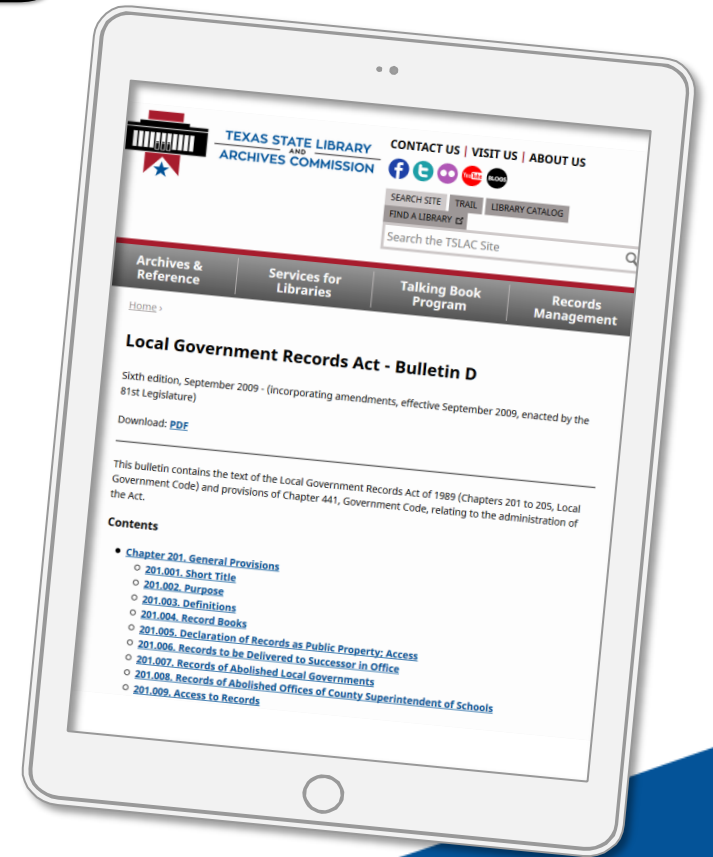 TEXAS STATE LIBRARY
AND
ARCHIVES COMMISSION
CONTACT US | VISIT US | ABOUT US
You Tube
BLOGS
SEARCH SITE
TRAIL
LIBRARY CATALOG
FIND A LIBRARY
Search the TSLAC Site
Archives &
Reference
Services for
Libraries
Talking Book
Program
Records
Management
Home ›
Local Government Records Act - Bulletin D
Sixth edition, September 2009 - (incorporating amendments, effective September 2009, enacted by the
81st Legislature)
Download: PDF
This bulletin contains the text of the Local Government Records Act of 1989 (Chapters 201 to 205, Local
Government Code) and provisions of Chapter 441, Government Code, relating to the administration of
the Act.
Contents
Chapter 201. General Provisions
201.001. Short Title
201.002. Purpose
201.003. Definitions
201.004. Record Books
201.005. Declaration of Records as Public Property; Access
201.006. Records to be Delivered to Successor in Office
201.007. Records of Abolished Local Governments
201.008. Records of Abolished Offices of County Superintendent of Schools
201.009. Access to Records